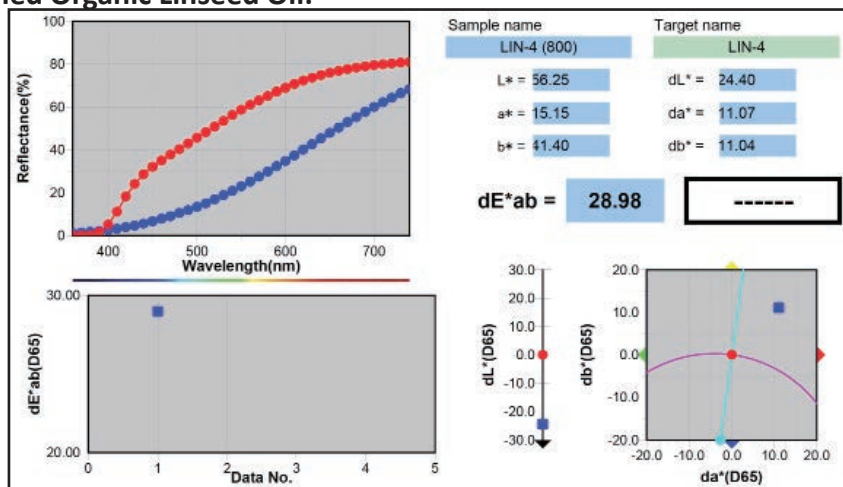 Organic Linseed Oil.
Sample name
Target name
LIN-4 (800)
LIN-4
L* = 56.25
dL* = 24.40
a* = 15.15
da* = 11.07
b* = 41.40
db* = 11.04
dE*ab = 28.98
------
100
80
60
40
20
0
Reflectance(%)
400 500 600 700
Wavelength(nm)
30.00
20.00
dE*ab(D65)
0 1 2 3 4 5
Data No.
30.0
20.0
10.0
0.0
-10.0
-20.0
-30.0
dL*(D65)
20.0
10.0
0.0
-10.0
-20.0
db*(D65)
-20.0 -10.0 0.0 10.0 20.0
da*(D65)